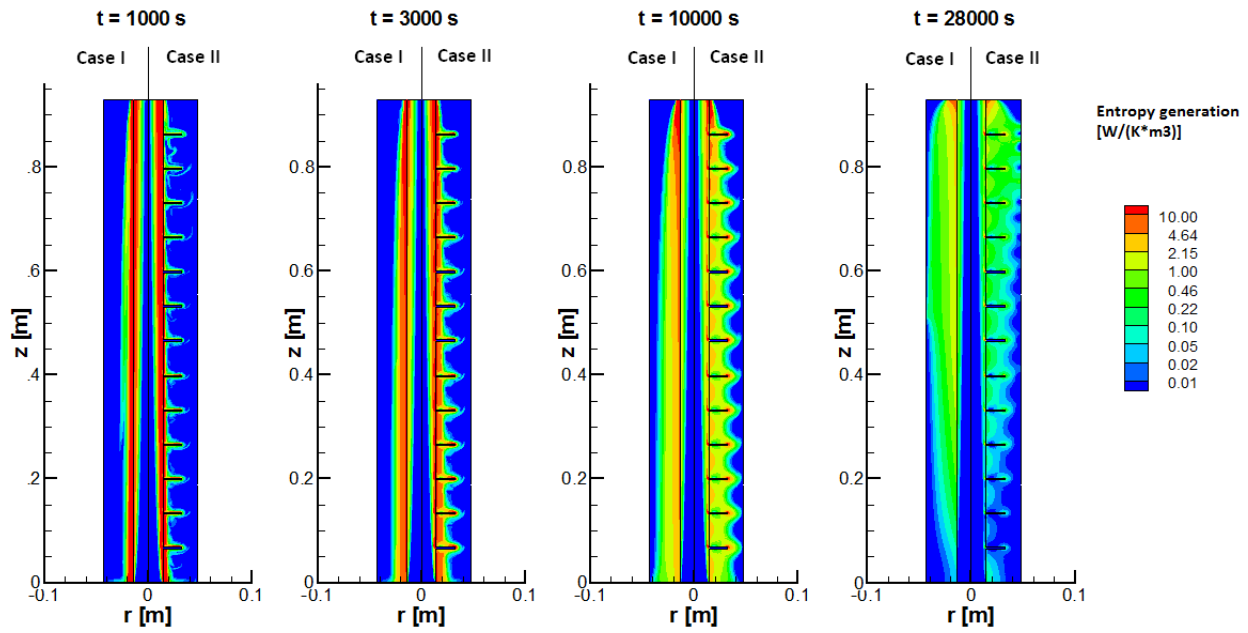 t = 1000 s
t = 3000 s
t = 10000 s
t = 28000 s
Case I
Case II
Case I
Case II
Case I
Case II
Case I
Case II
z [m]
.8
0.6
.4
0.2
0
-0.1
0
0.1
r [m]
z [m]
0.8
0.6
0.4
0.2
0
-0.1
0
0.1
r [m]
z [m]
0.8
0.6
0.4
0.2
0
-0.1
0
0.1
r [m]
z [m]
.8
0.6
.4
0.2
0
-0.1
0
0.1
r [m]
Entropy generation
[W/(K*m3)]
10.00
4.64
2.15
1.00
0.46
0.22
0.10
0.05
0.02
0.01